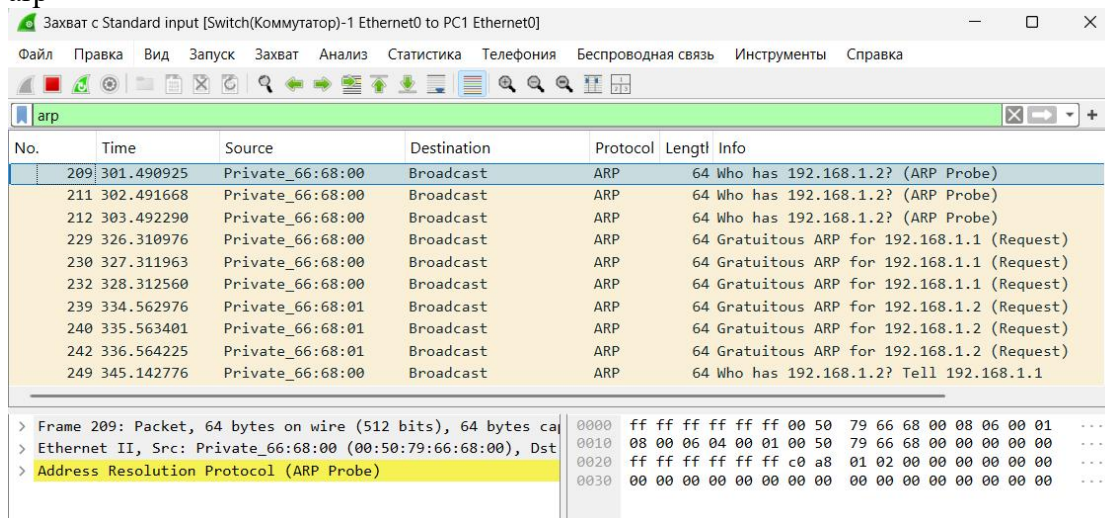 arp
Захват с Standard input [Switch(Коммутатор)-1 Ethernet0 to PC1 Ethernet0]
Файл Правка Вид Запуск Захват Анализ Статистика Телефония Беспроводная связь Инструменты Справка
arp
No. Time Source Destination Protocol Lengtl Info
209 301.490925 Private_66:68:00 Broadcast ARP 64 Who has 192.168.1.2? (ARP Probe)
211 302.491668 Private_66:68:00 Broadcast ARP 64 Who has 192.168.1.2? (ARP Probe)
212 303.492290 Private_66:68:00 Broadcast ARP 64 Who has 192.168.1.2? (ARP Probe)
229 326.310976 Private_66:68:00 Broadcast ARP 64 Gratuitous ARP for 192.168.1.1 (Request)
230 327.311963 Private_66:68:00 Broadcast ARP 64 Gratuitous ARP for 192.168.1.1 (Request)
232 328.312560 Private_66:68:00 Broadcast ARP 64 Gratuitous ARP for 192.168.1.1 (Request)
239 334.562976 Private_66:68:01 Broadcast ARP 64 Gratuitous ARP for 192.168.1.2 (Request)
240 335.563401 Private_66:68:01 Broadcast ARP 64 Gratuitous ARP for 192.168.1.2 (Request)
242 336.564225 Private_66:68:01 Broadcast ARP 64 Gratuitous ARP for 192.168.1.2 (Request)
249 345.142776 Private_66:68:00 Broadcast ARP 64 Who has 192.168.1.2? Tell 192.168.1.1
> Frame 209: Packet, 64 bytes on wire (512 bits), 64 bytes ca
> Ethernet II, Src: Private_66:68:00 (00:50:79:66:68:00), Dst
> Address Resolution Protocol (ARP Probe)
0000 ff ff ff ff ff ff 00 50 79 66 68 00 08 06 00 01 ...
0010 08 00 06 04 00 01 00 50 79 66 68 00 00 00 00 00 ...
0020 ff ff ff ff ff ff c0 a8 01 02 00 00 00 00 00 00 ...
0030 00 00 00 00 00 00 00 00 00 00 00 00 00 00 00 00 ...